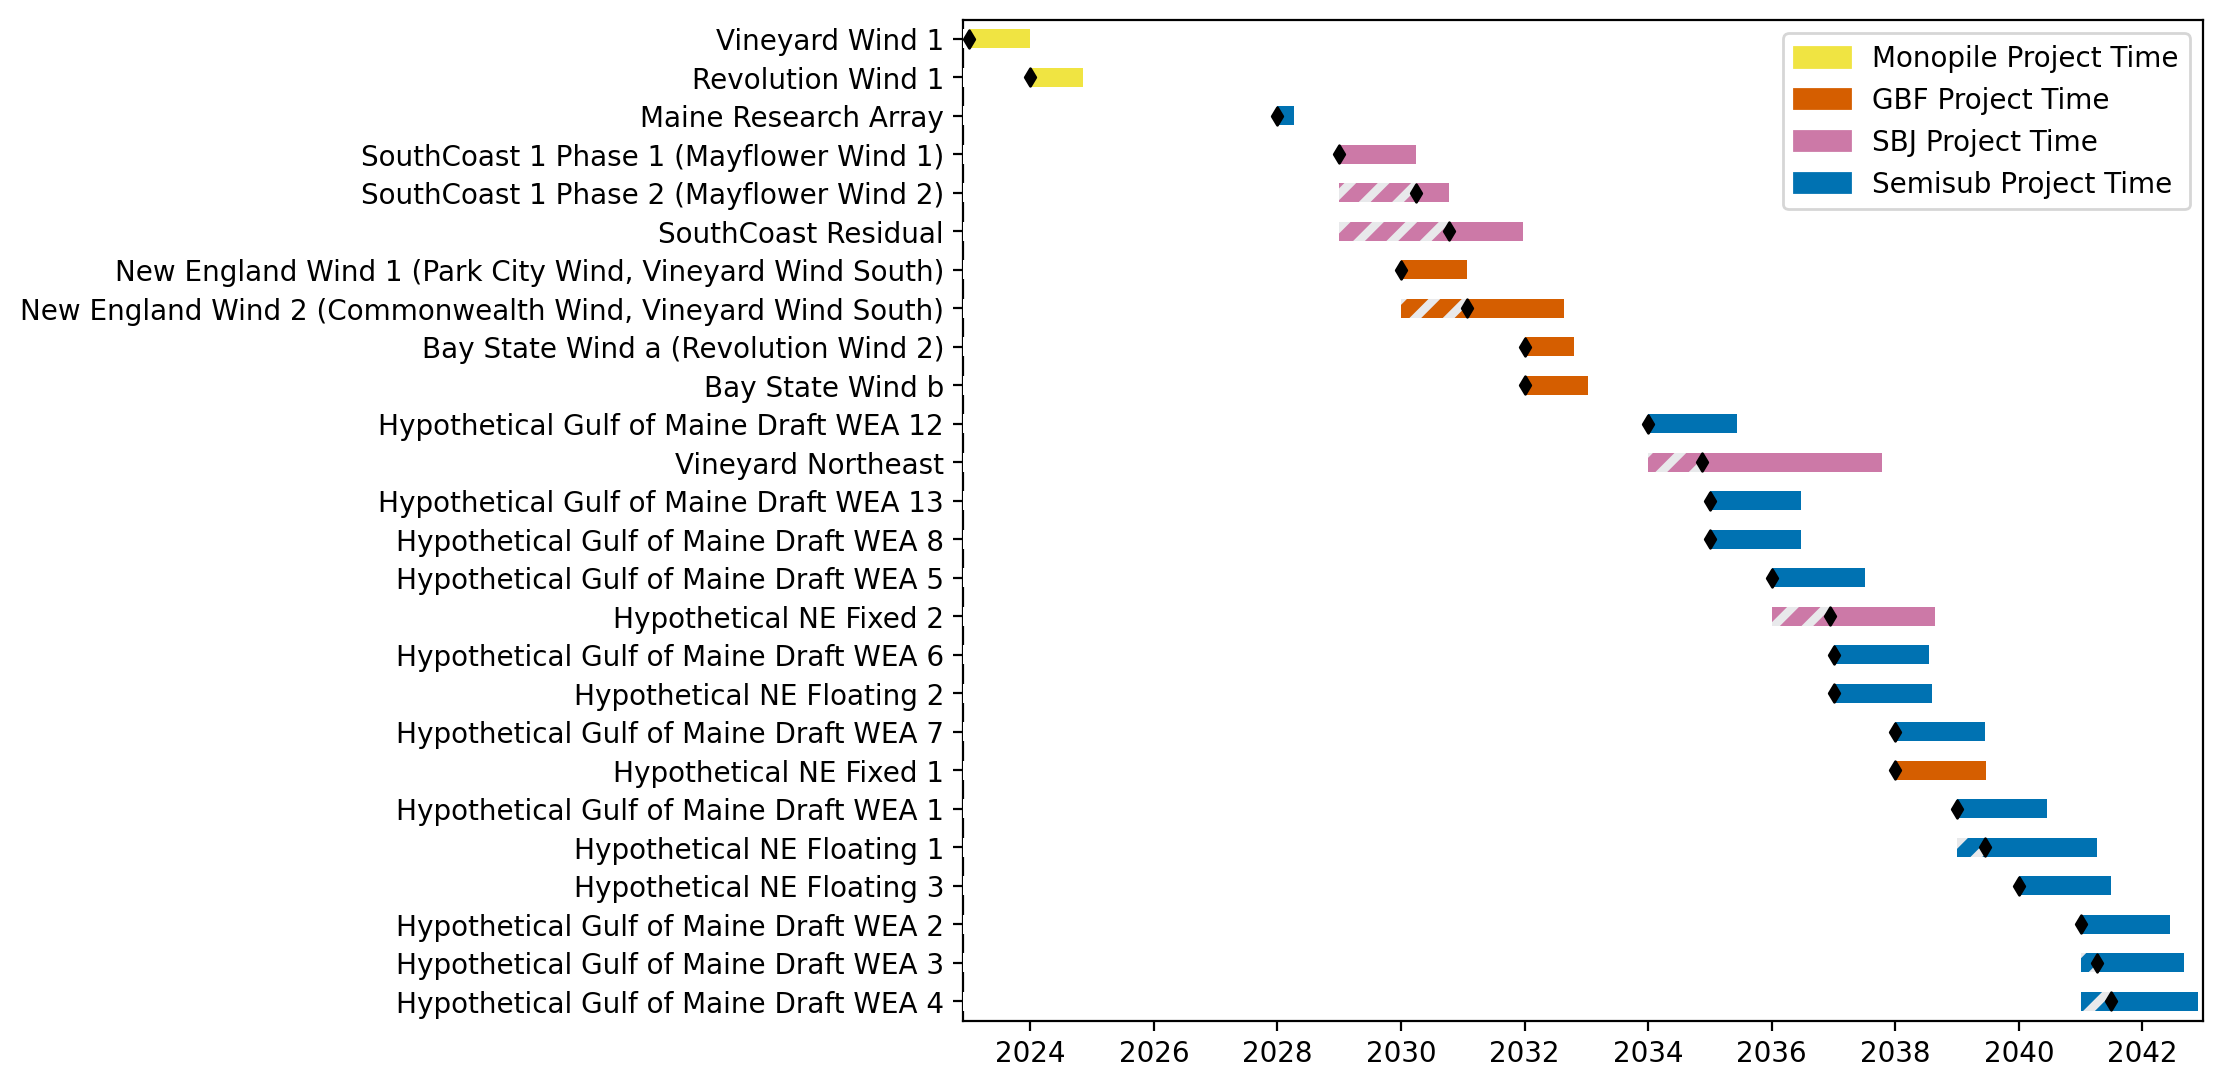 Vineyard Wind 1
Revolution Wind 1
Maine Research Array
SouthCoast 1 Phase 1 (Mayflower Wind 1)
SouthCoast 1 Phase 2 (Mayflower Wind 2)
SouthCoast Residual
New England Wind 1 (Park City Wind, Vineyard Wind South)
New England Wind 2 (Commonwealth Wind, Vineyard Wind South)
Bay State Wind a (Revolution Wind 2)
Bay State Wind b
Hypothetical Gulf of Maine Draft WEA 12
Vineyard Northeast
Hypothetical Gulf of Maine Draft WEA 13
Hypothetical Gulf of Maine Draft WEA 8
Hypothetical Gulf of Maine Draft WEA 5
Hypothetical NE Fixed 2
Hypothetical Gulf of Maine Draft WEA 6
Hypothetical NE Floating 2
Hypothetical Gulf of Maine Draft WEA 7
Hypothetical NE Fixed 1
Hypothetical Gulf of Maine Draft WEA 1
Hypothetical NE Floating 1
Hypothetical NE Floating 3
Hypothetical Gulf of Maine Draft WEA 2
Hypothetical Gulf of Maine Draft WEA 3
Hypothetical Gulf of Maine Draft WEA 4
Monopile Project Time
GBF Project Time
SBJ Project Time
Semisub Project Time
2024 2026 2028 2030 2032 2034 2036 2038 2040 2042